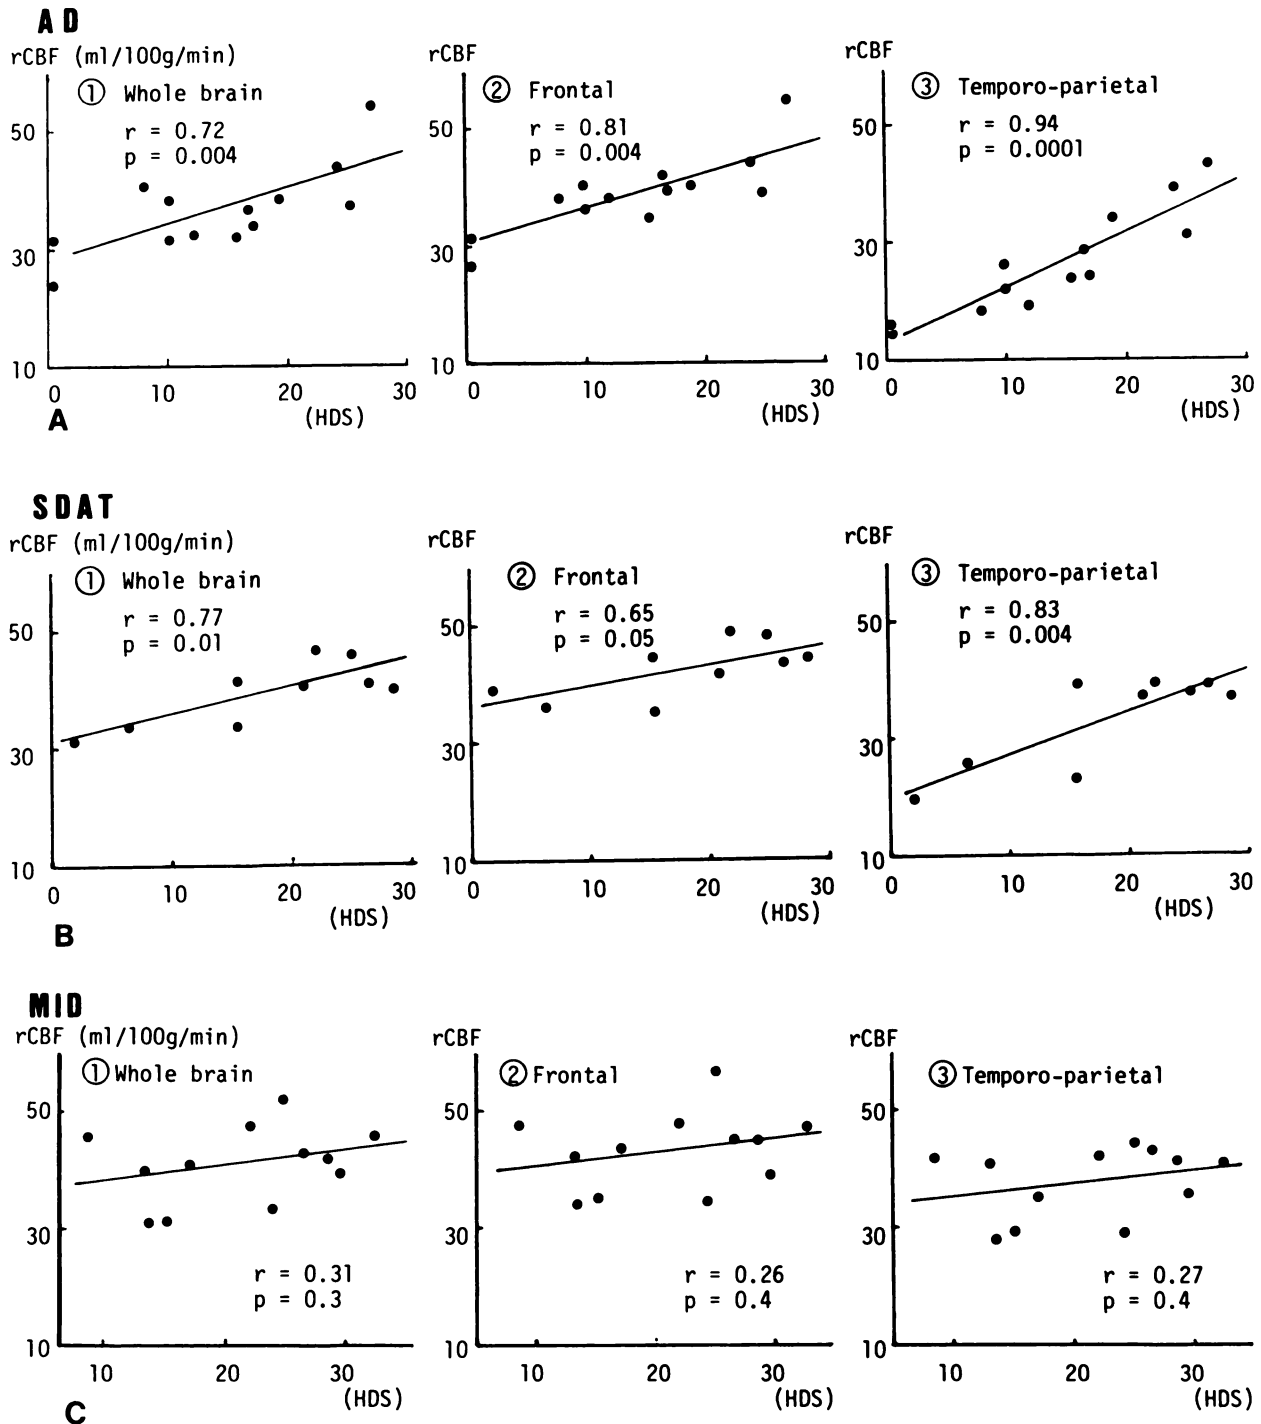 AD
rCBF (ml/100g/min)
① Whole brain
r = 0.72
p = 0.004
50
30
10
0 10 20 30
(HDS)
A
rCBF
② Frontal
r = 0.81
p = 0.004
50
30
10
0 10 20 30
(HDS)
rCBF
③ Temporo-parietal
r = 0.94
p = 0.0001
50
30
10
0 10 20 30
(HDS)
SDAT
rCBF (ml/100g/min)
① Whole brain
r = 0.77
p = 0.01
50
30
10
0 10 20 30
(HDS)
B
rCBF
② Frontal
r = 0.65
p = 0.05
50
30
10
0 10 20 30
(HDS)
rCBF
③ Temporo-parietal
r = 0.83
p = 0.004
50
30
10
0 10 20 30
(HDS)
MID
rCBF (ml/100g/min)
① Whole brain
50
30
r = 0.31
p = 0.3
10
10 20 30
(HDS)
C
rCBF
② Frontal
50
30
r = 0.26
p = 0.4
10
10 20 30
(HDS)
rCBF
③ Temporo-parietal
50
30
r = 0.27
p = 0.4
10
10 20 30
(HDS)